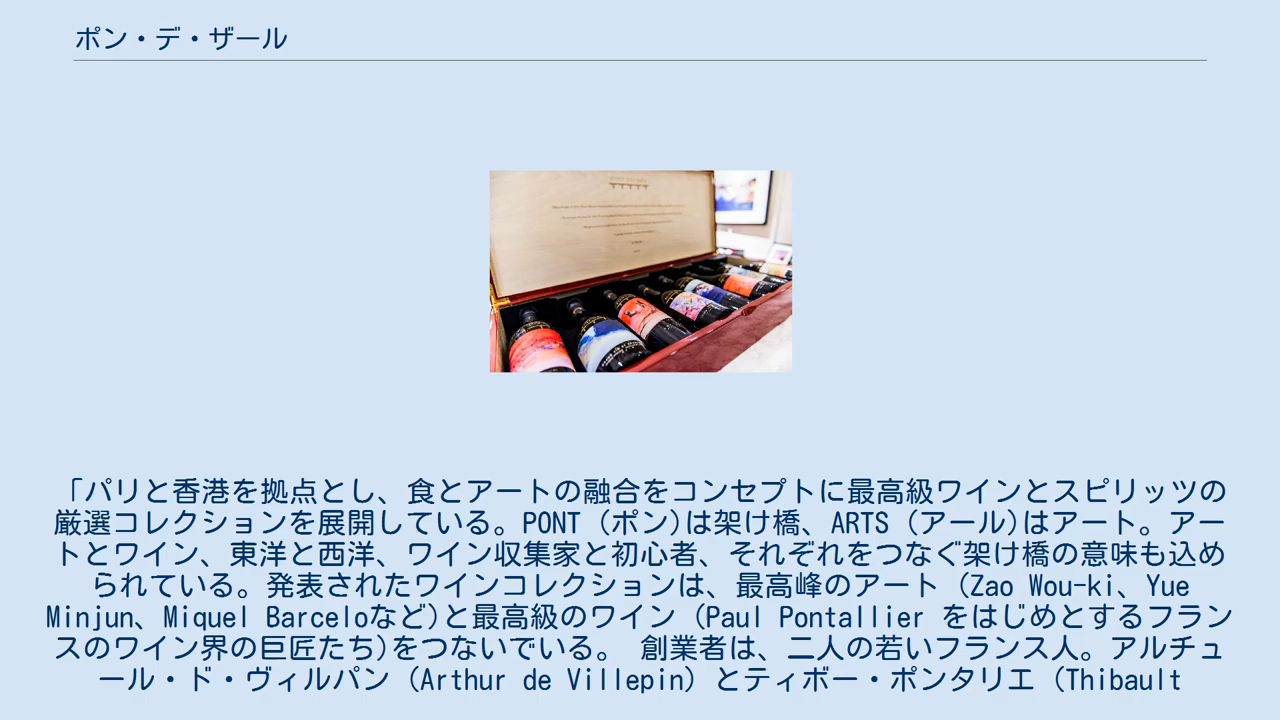 ポン・デ・ザール
「パリと香港を拠点とし、食とアートの融合をコンセプトに最高級ワインとスピリッツの
厳選コレクションを展開している。PONT (ポン)は架け橋、ARTS (アール)はアート。アー
トとワイン、東洋と西洋、ワイン収集家と初心者、それぞれをつなぐ架け橋の意味も込め
られている。発表されたワインコレクションは、最高峰のアート (Zao Wou-ki、Yue
Minjun、Miquel Barceloなど)と最高級のワイン (Paul Pontallier をはじめとするフラン
スのワイン界の巨匠たち)をつないでいる。 創業者は、二人の若いフランス人。アルチュ
ール・ド・ヴィルパン (Arthur de Villepin) とティボー・ポンタリエ (Thibault